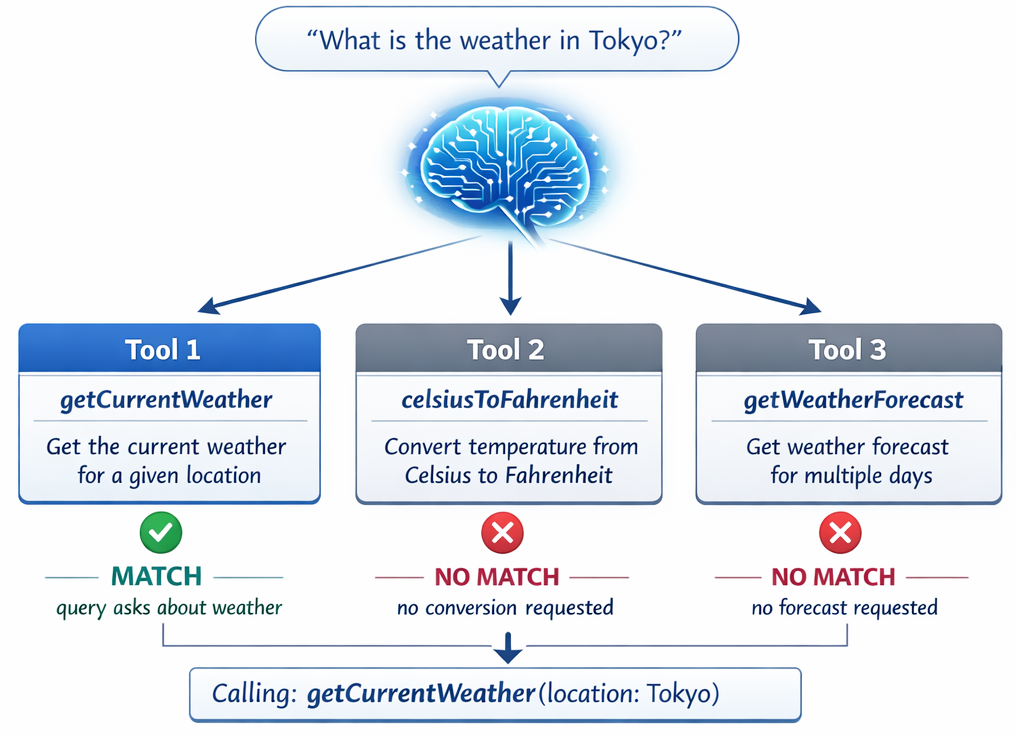 “What is the weather in Tokyo?”
Tool 1
getCurrentWeather
Get the current weather
for a given location
MATCH
query asks about weather
Tool 2
celsiusToFahrenheit
Convert temperature from
Celsius to Fahrenheit
NO MATCH
no conversion requested
Tool 3
getWeatherForecast
Get weather forecast
for multiple days
NO MATCH
no forecast requested
Calling: getCurrentWeather(location: Tokyo)